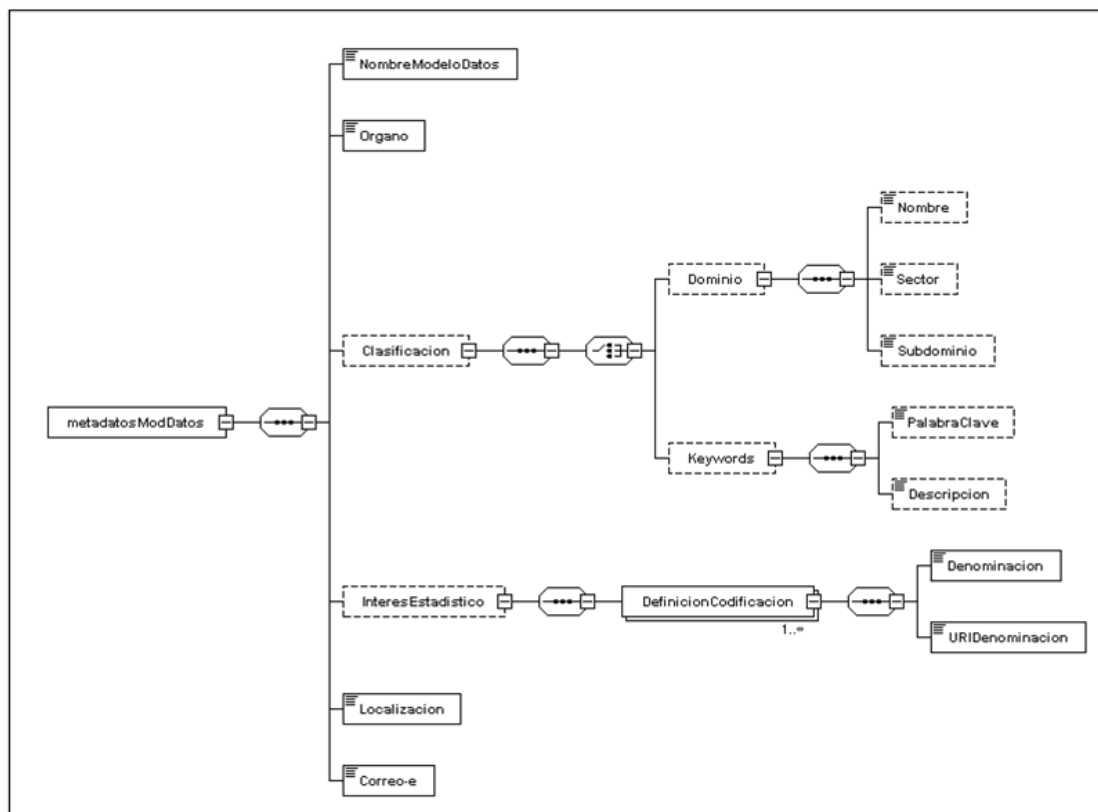 NombreModeloDatos
Organo
Nombre
Dominio
Sector
Clasificacion
Subdominio
metadatosModDatos
PalabraClave
Keywords
Descripcion
Denominacion
InteresEstadistico
DefinicionCodificacion
1..∞
URIDenominacion
Localizacion
Correo-e